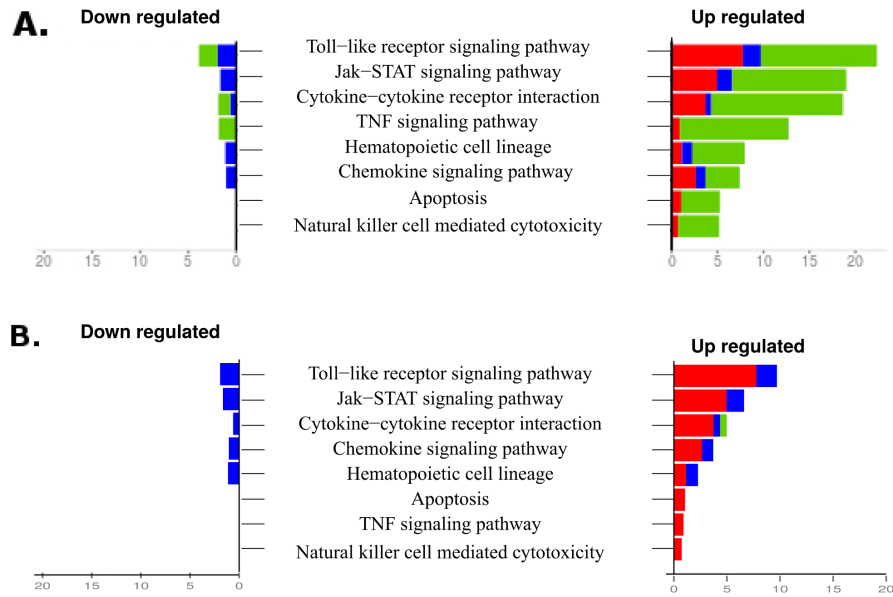 A.
Down regulated
Up regulated
Toll−like receptor signaling pathway
Jak−STAT signaling pathway
Cytokine−cytokine receptor interaction
TNF signaling pathway
Hematopoietic cell lineage
Chemokine signaling pathway
Apoptosis
Natural killer cell mediated cytotoxicity
20 15 10 5 0
0 5 10 15 20
B.
Down regulated
Up regulated
Toll−like receptor signaling pathway
Jak−STAT signaling pathway
Cytokine−cytokine receptor interaction
Chemokine signaling pathway
Hematopoietic cell lineage
Apoptosis
TNF signaling pathway
Natural killer cell mediated cytotoxicity
20 15 10 5 0
0 5 10 15 20